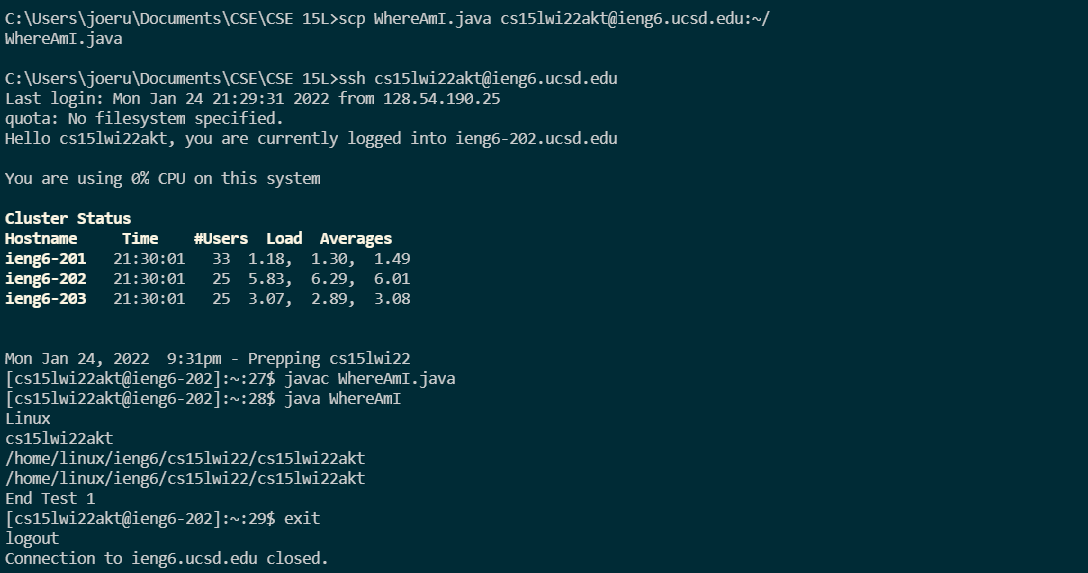 C:\Users\joeru\Documents\CSE\CSE 15L>scp WhereAmI.java cs15lwi22akt@ieng6.ucsd.edu:~/
WhereAmI.java
C:\Users\joeru\Documents\CSE\CSE 15L>ssh cs15lwi22akt@ieng6.ucsd.edu
Last login: Mon Jan 24 21:29:31 2022 from 128.54.190.25
quota: No filesystem specified.
Hello cs15lwi22akt, you are currently logged into ieng6-202.ucsd.edu
You are using 0% CPU on this system
Cluster Status
Hostname     Time    #Users  Load  Averages
ieng6-201   21:30:01   33  1.18,  1.30,  1.49
ieng6-202   21:30:01   25  5.83,  6.29,  6.01
ieng6-203   21:30:01   25  3.07,  2.89,  3.08
Mon Jan 24, 2022  9:31pm - Prepping cs15lwi22
[cs15lwi22akt@ieng6-202]:~:27$ javac WhereAmI.java
[cs15lwi22akt@ieng6-202]:~:28$ java WhereAmI
Linux
cs15lwi22akt
/home/linux/ieng6/cs15lwi22/cs15lwi22akt
/home/linux/ieng6/cs15lwi22/cs15lwi22akt
End Test 1
[cs15lwi22akt@ieng6-202]:~:29$ exit
logout
Connection to ieng6.ucsd.edu closed.